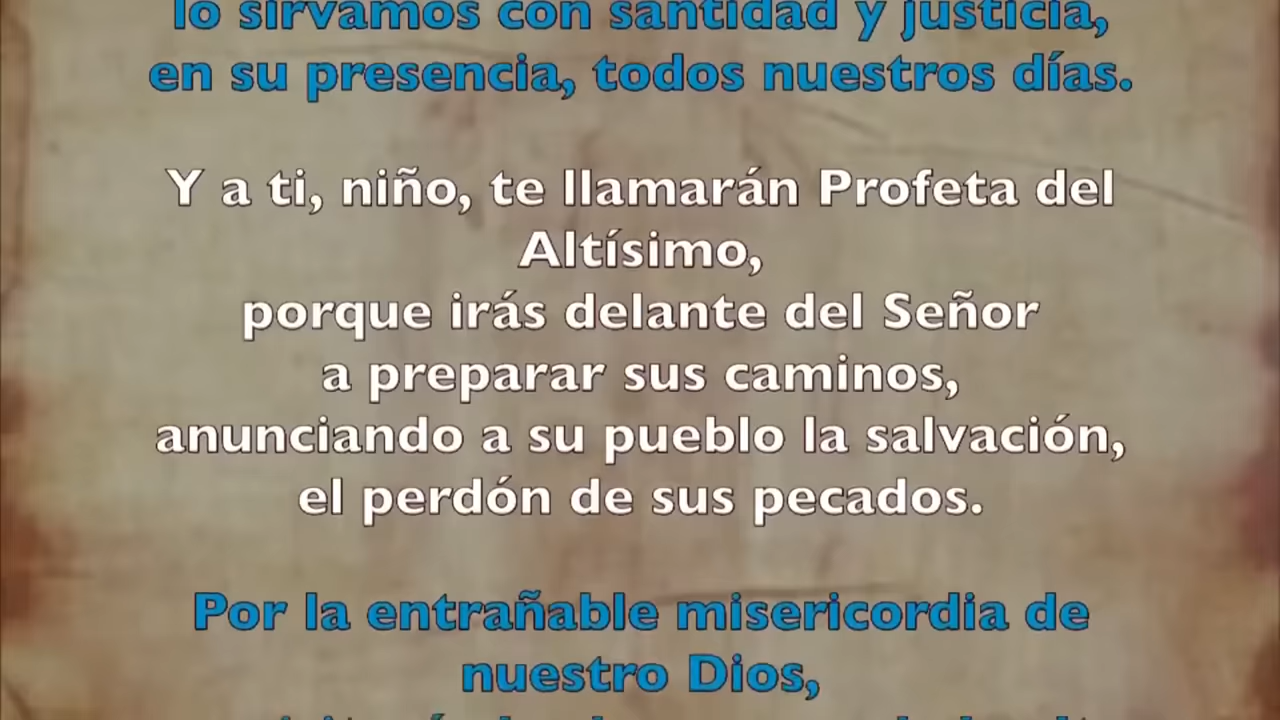 lo sirvamos con santidad y justicia,
en su presencia, todos nuestros días.
Y a ti, niño, te llamarán Profeta del
Altísimo,
porque irás delante del Señor
a preparar sus caminos,
anunciando a su pueblo la salvación,
el perdón de sus pecados.
Por la entrañable misericordia de
nuestro Dios,